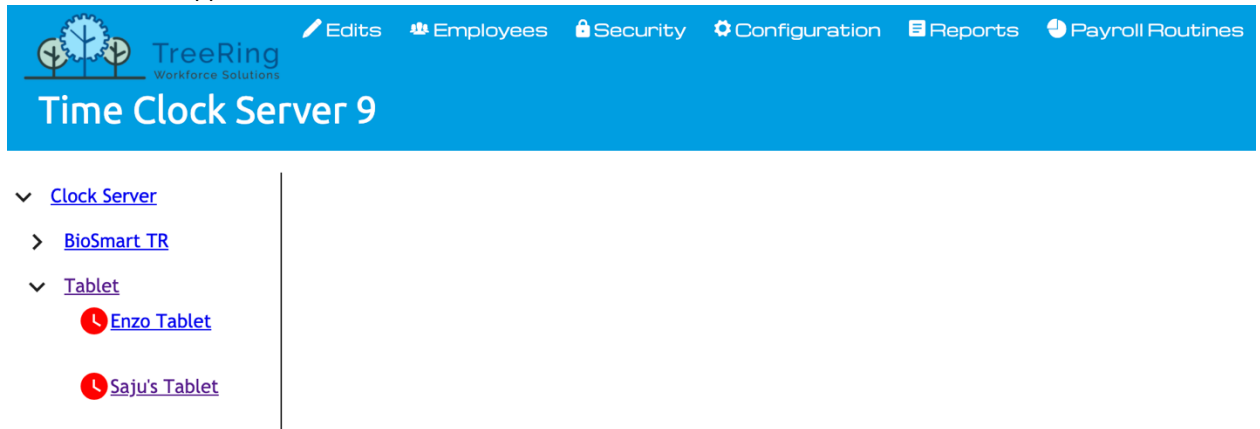 Edits Employees Security Configuration Reports Payroll Routines
TreeRing
Workforce Solutions
Time Clock Server 9
Clock Server
BioSmart TR
Tablet
Enzo Tablet
Saju's Tablet